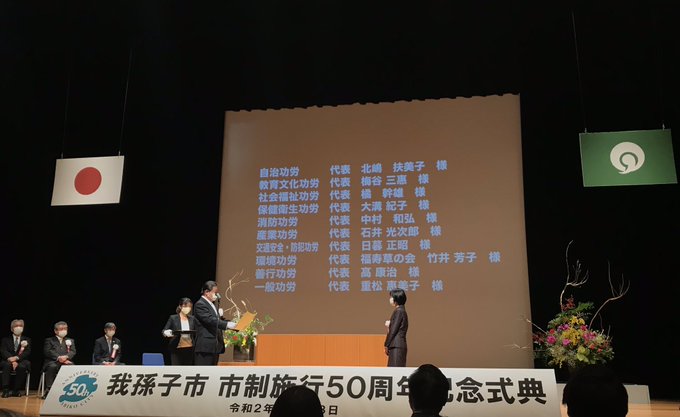 自治功労 代表 北嶋 扶美子 様
教育文化功労 代表 梅谷 三惠 様
社会福祉功労 代表 橋 幹雄 様
保健衛生功労 代表 大溝 紀子 様
消防功労 代表 中村 和弘 様
産業功労 代表 石井 光次郎 様
交通安全・防犯功労 代表 日暮 正昭 様
環境功労 代表 福寿草の会 竹井 芳子 様
善行功労 代表 高 康治 様
一般功労 代表 重松 惠美子 様
ANNIVERSARY
50th
我孫子市 市制施行50周年記念式典
令和2年